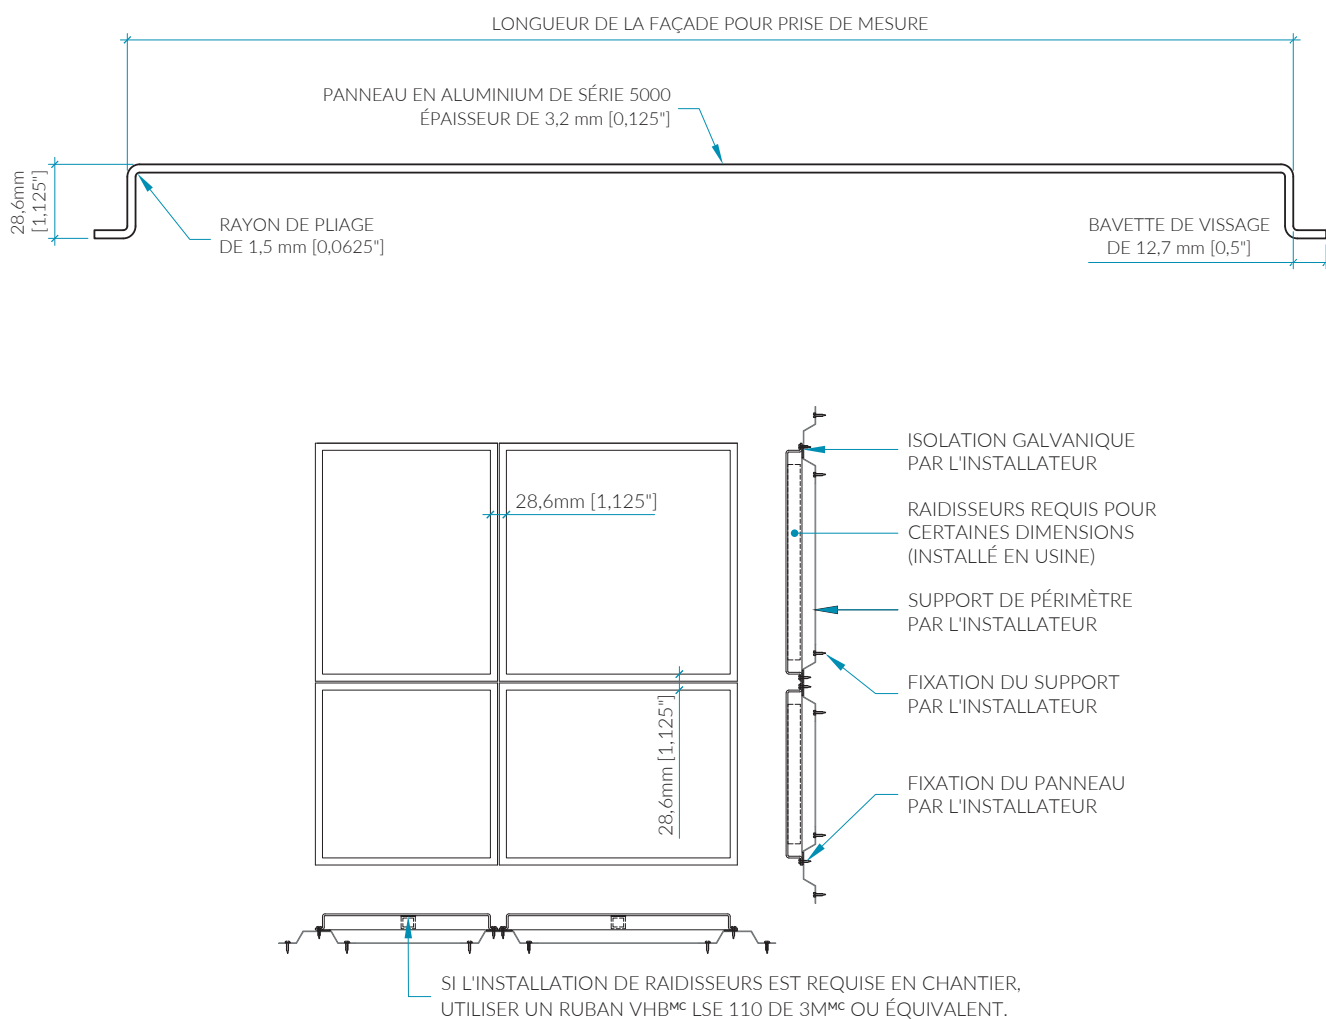 LONGUEUR DE LA FAÇADE POUR PRISE DE MESURE
PANNEAU EN ALUMINIUM DE SÉRIE 5000
ÉPAISSEUR DE 3,2 mm [0,125"]
28,6mm
[1,125"]
RAYON DE PLIAGE
DE 1,5 mm [0,0625"]
BAVETTE DE VISSAGE
DE 12,7 mm [0,5"]
ISOLATION GALVANIQUE
PAR L'INSTALLATEUR
28,6mm [1,125"]
RAIDISSEURS REQUIS POUR
CERTAINES DIMENSIONS
(INSTALLÉ EN USINE)
SUPPORT DE PÉRIMÈTRE
PAR L'INSTALLATEUR
28,6mm [1,125"]
FIXATION DU SUPPORT
PAR L'INSTALLATEUR
FIXATION DU PANNEAU
PAR L'INSTALLATEUR
SI L'INSTALLATION DE RAIDISSEURS EST REQUISE EN CHANTIER,
UTILISER UN RUBAN VHBᴹᶜ LSE 110 DE 3Mᴹᶜ OU ÉQUIVALENT.